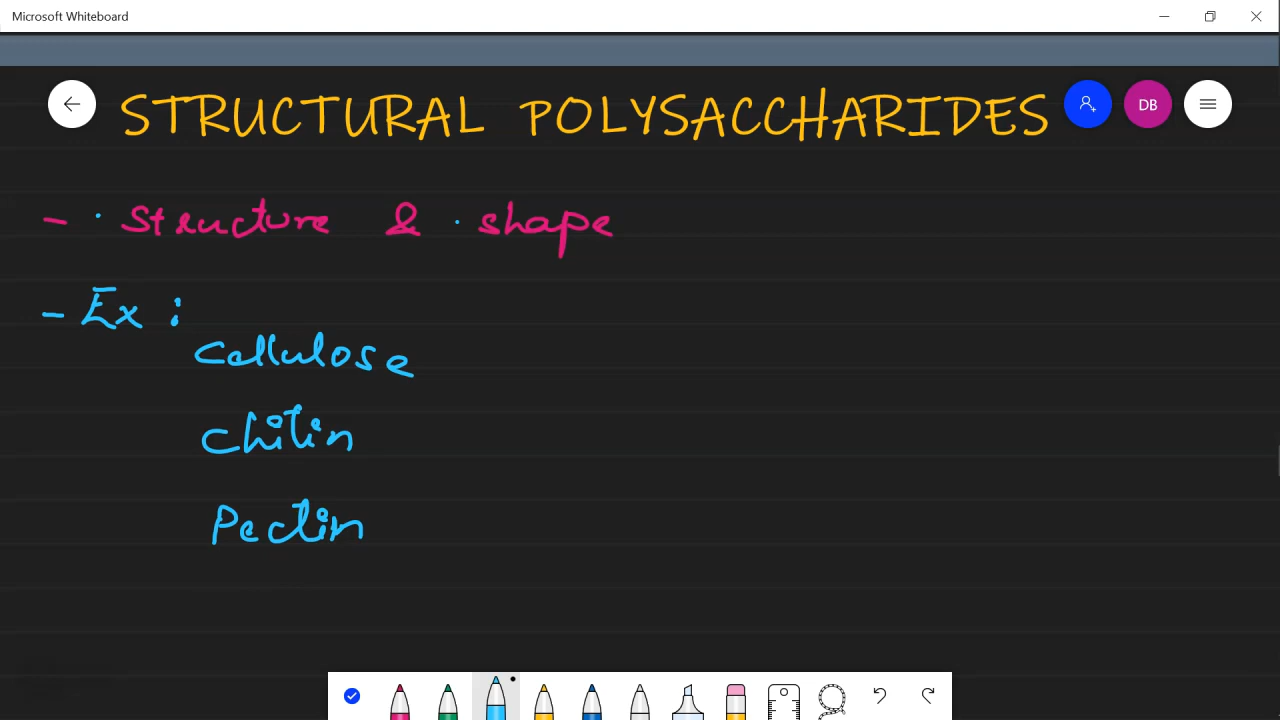 Microsoft Whiteboard
STRUCTURAL POLYSACCHARIDES
DB
- Structure & shape
- Ex :
Cellulose
Chitin
Pectin